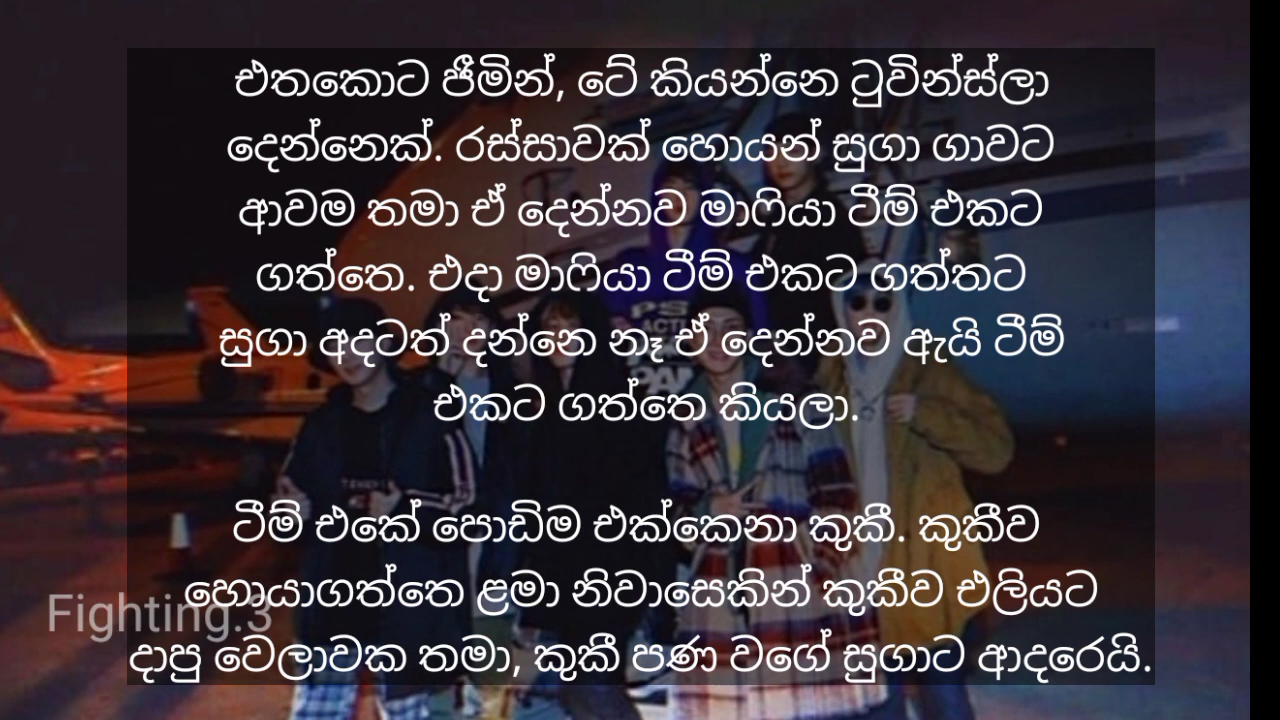 එතකොට ජීමින්, ටේ කියන්නෙ ටුවින්ස්ලා
දෙන්නෙක්. රස්සාවක් හොයන් සුගා ගාවට
ආවම තමා ඒ දෙන්නව මාෆියා ටීම් එකට
ගත්තෙ. එදා මාෆියා ටීම් එකට ගත්තට
සුගා අදටත් දන්නෙ නෑ ඒ දෙන්නව ඇයි ටීම්
එකට ගත්තෙ කියලා.
ටීම් එකේ පොඩිම එක්කෙනා කුකී. කුකීව
හොයාගත්තෙ ළමා නිවාසෙකින් කුකීව එලියට
දාපු වෙලාවක තමා, කුකී පණ වගේ සුගාට ආදරෙයි.
Fighting.3